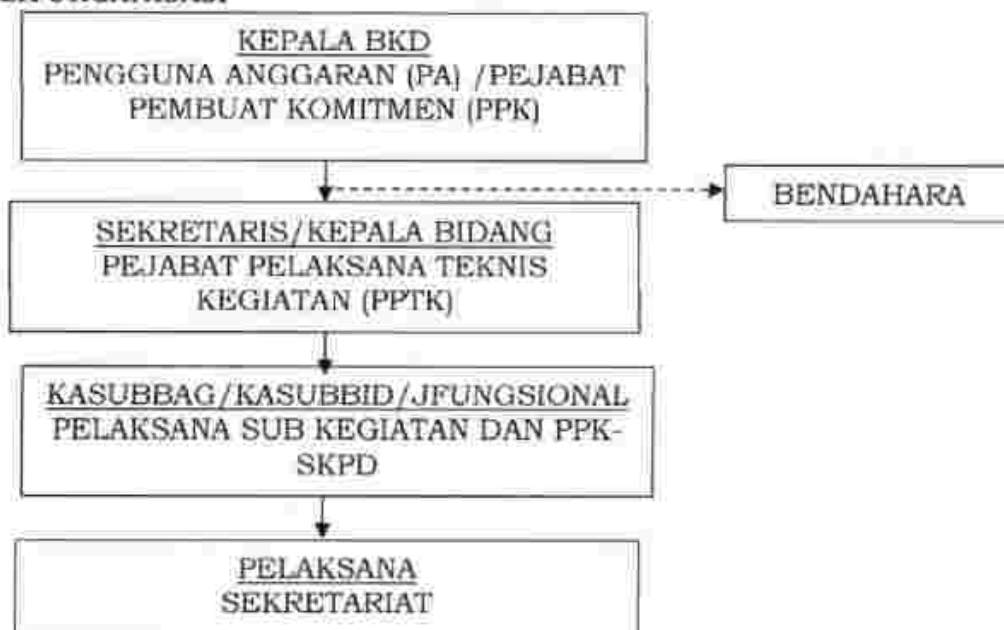 KEPALA BKD
PENGGUNA ANGGARAN (PA) /PEJABAT
PEMBUAT KOMITMEN (PPK)
BENDAHARA
SEKRETARIS/KEPALA BIDANG
PEJABAT PELAKSANA TEKNIS
KEGIATAN (PPTK)
KASUBBAG/KASUBBID/JFUNGSIONAL
PELAKSANA SUB KEGIATAN DAN PPK-
SKPD
PELAKSANA
SEKRETARIAT